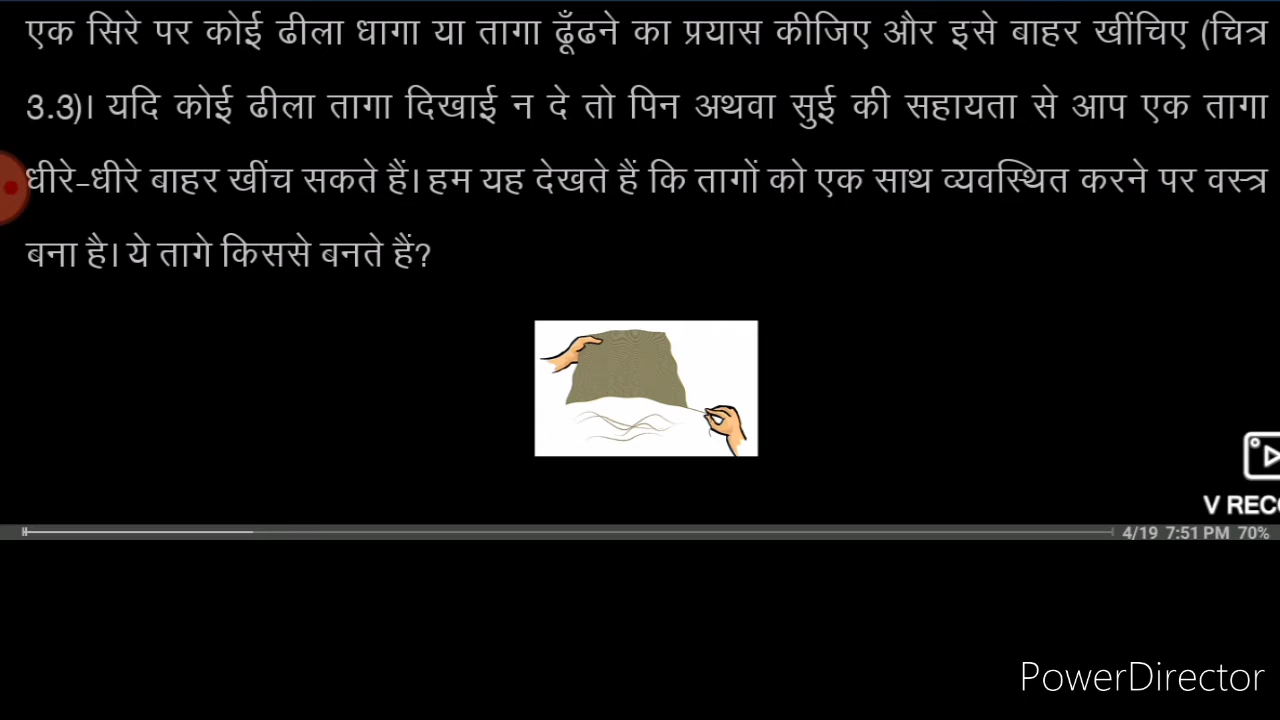 एक सिरे पर कोई ढीला धागा या तागा ढूँढने का प्रयास कीजिए और इसे बाहर खींचिए (चित्र
3.3)। यदि कोई ढीला तागा दिखाई न दे तो पिन अथवा सुई की सहायता से आप एक तागा
धीरे-धीरे बाहर खींच सकते हैं। हम यह देखते हैं कि तागों को एक साथ व्यवस्थित करने पर वस्त्र
बना है। ये तागे किससे बनते हैं?
V RECO
4/19 7:51 PM 70%
PowerDirector